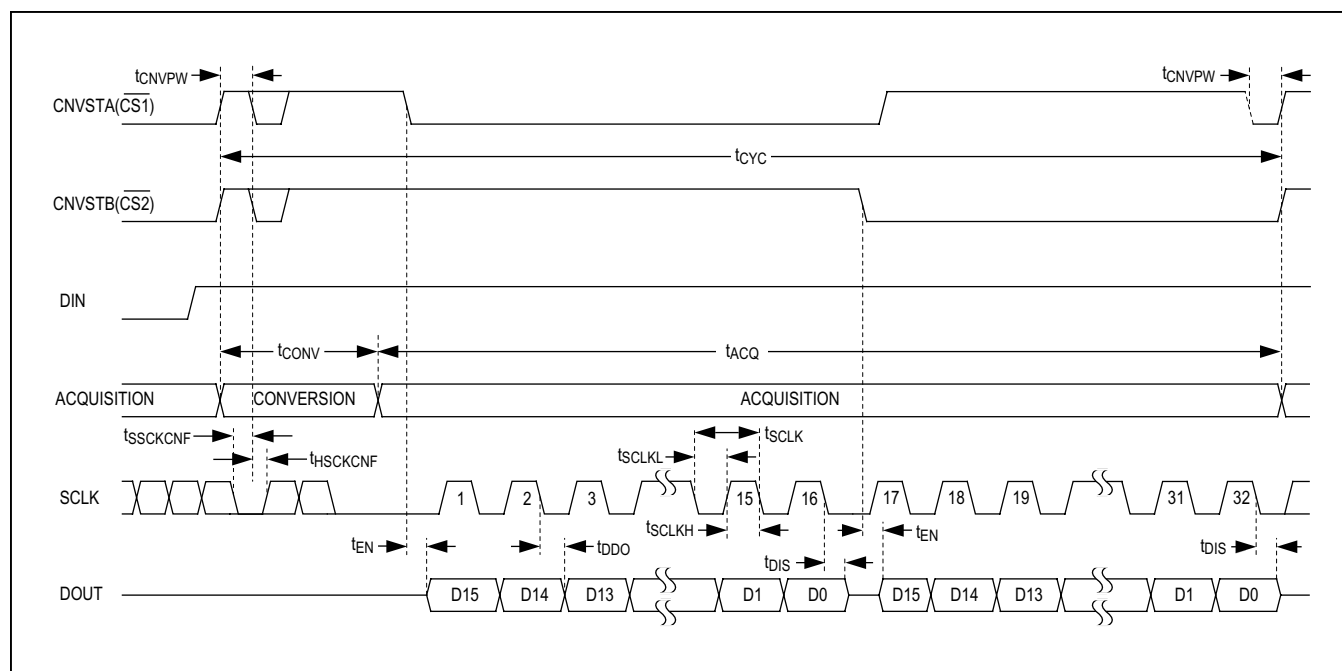 tCNVPW tCNVPW
CNVSTA(CS1)
tCYC
CNVSTB(CS2)
DIN
tCONV tACQ
ACQUISITION CONVERSION ACQUISITION
tSSCKCNF tSCLK
tHSCKCNF tSCLKL
SCLK 1 2 3 15 16 17 18 19 31 32
tEN tDDO tSCLKH tDIS tEN tDIS
DOUT D15 D14 D13 D1 D0 D15 D14 D13 D1 D0